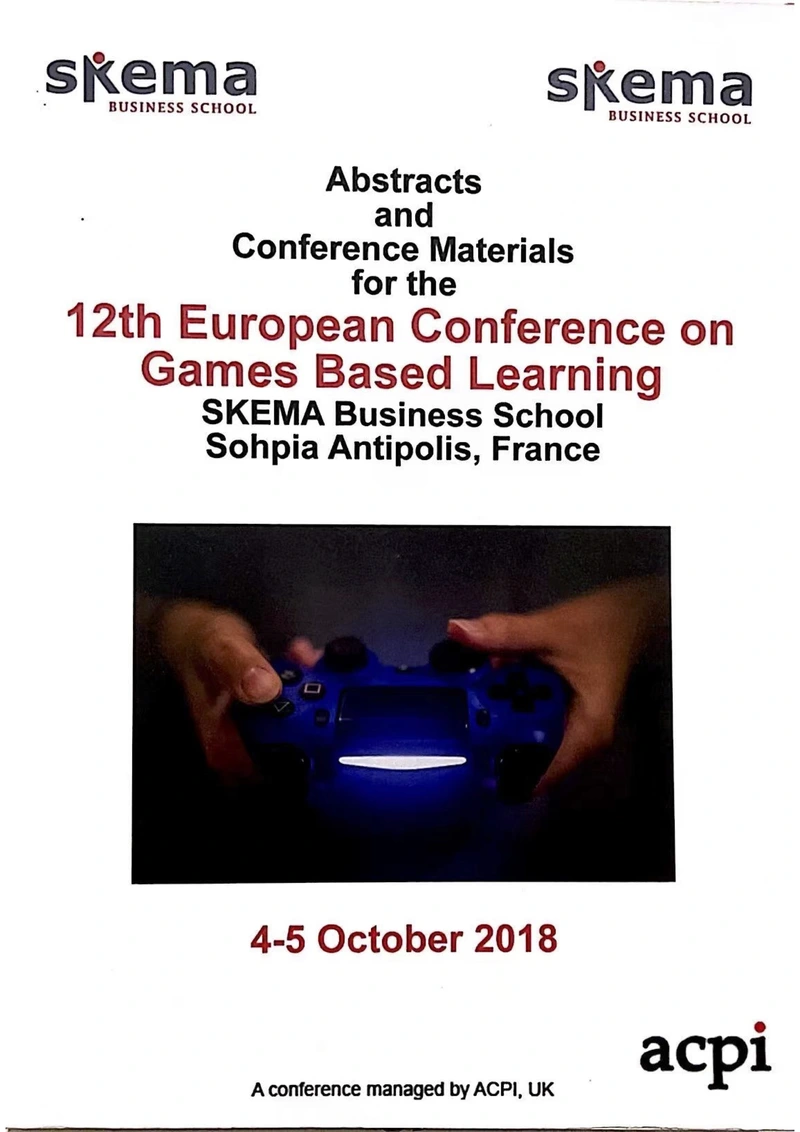 skema
BUSINESS SCHOOL
skema
BUSINESS SCHOOL
Abstracts
and
Conference Materials
for the
12th European Conference on
Games Based Learning
SKEMA Business School
Sohpia Antipolis, France
4-5 October 2018
acpi
A conference managed by ACPI, UK